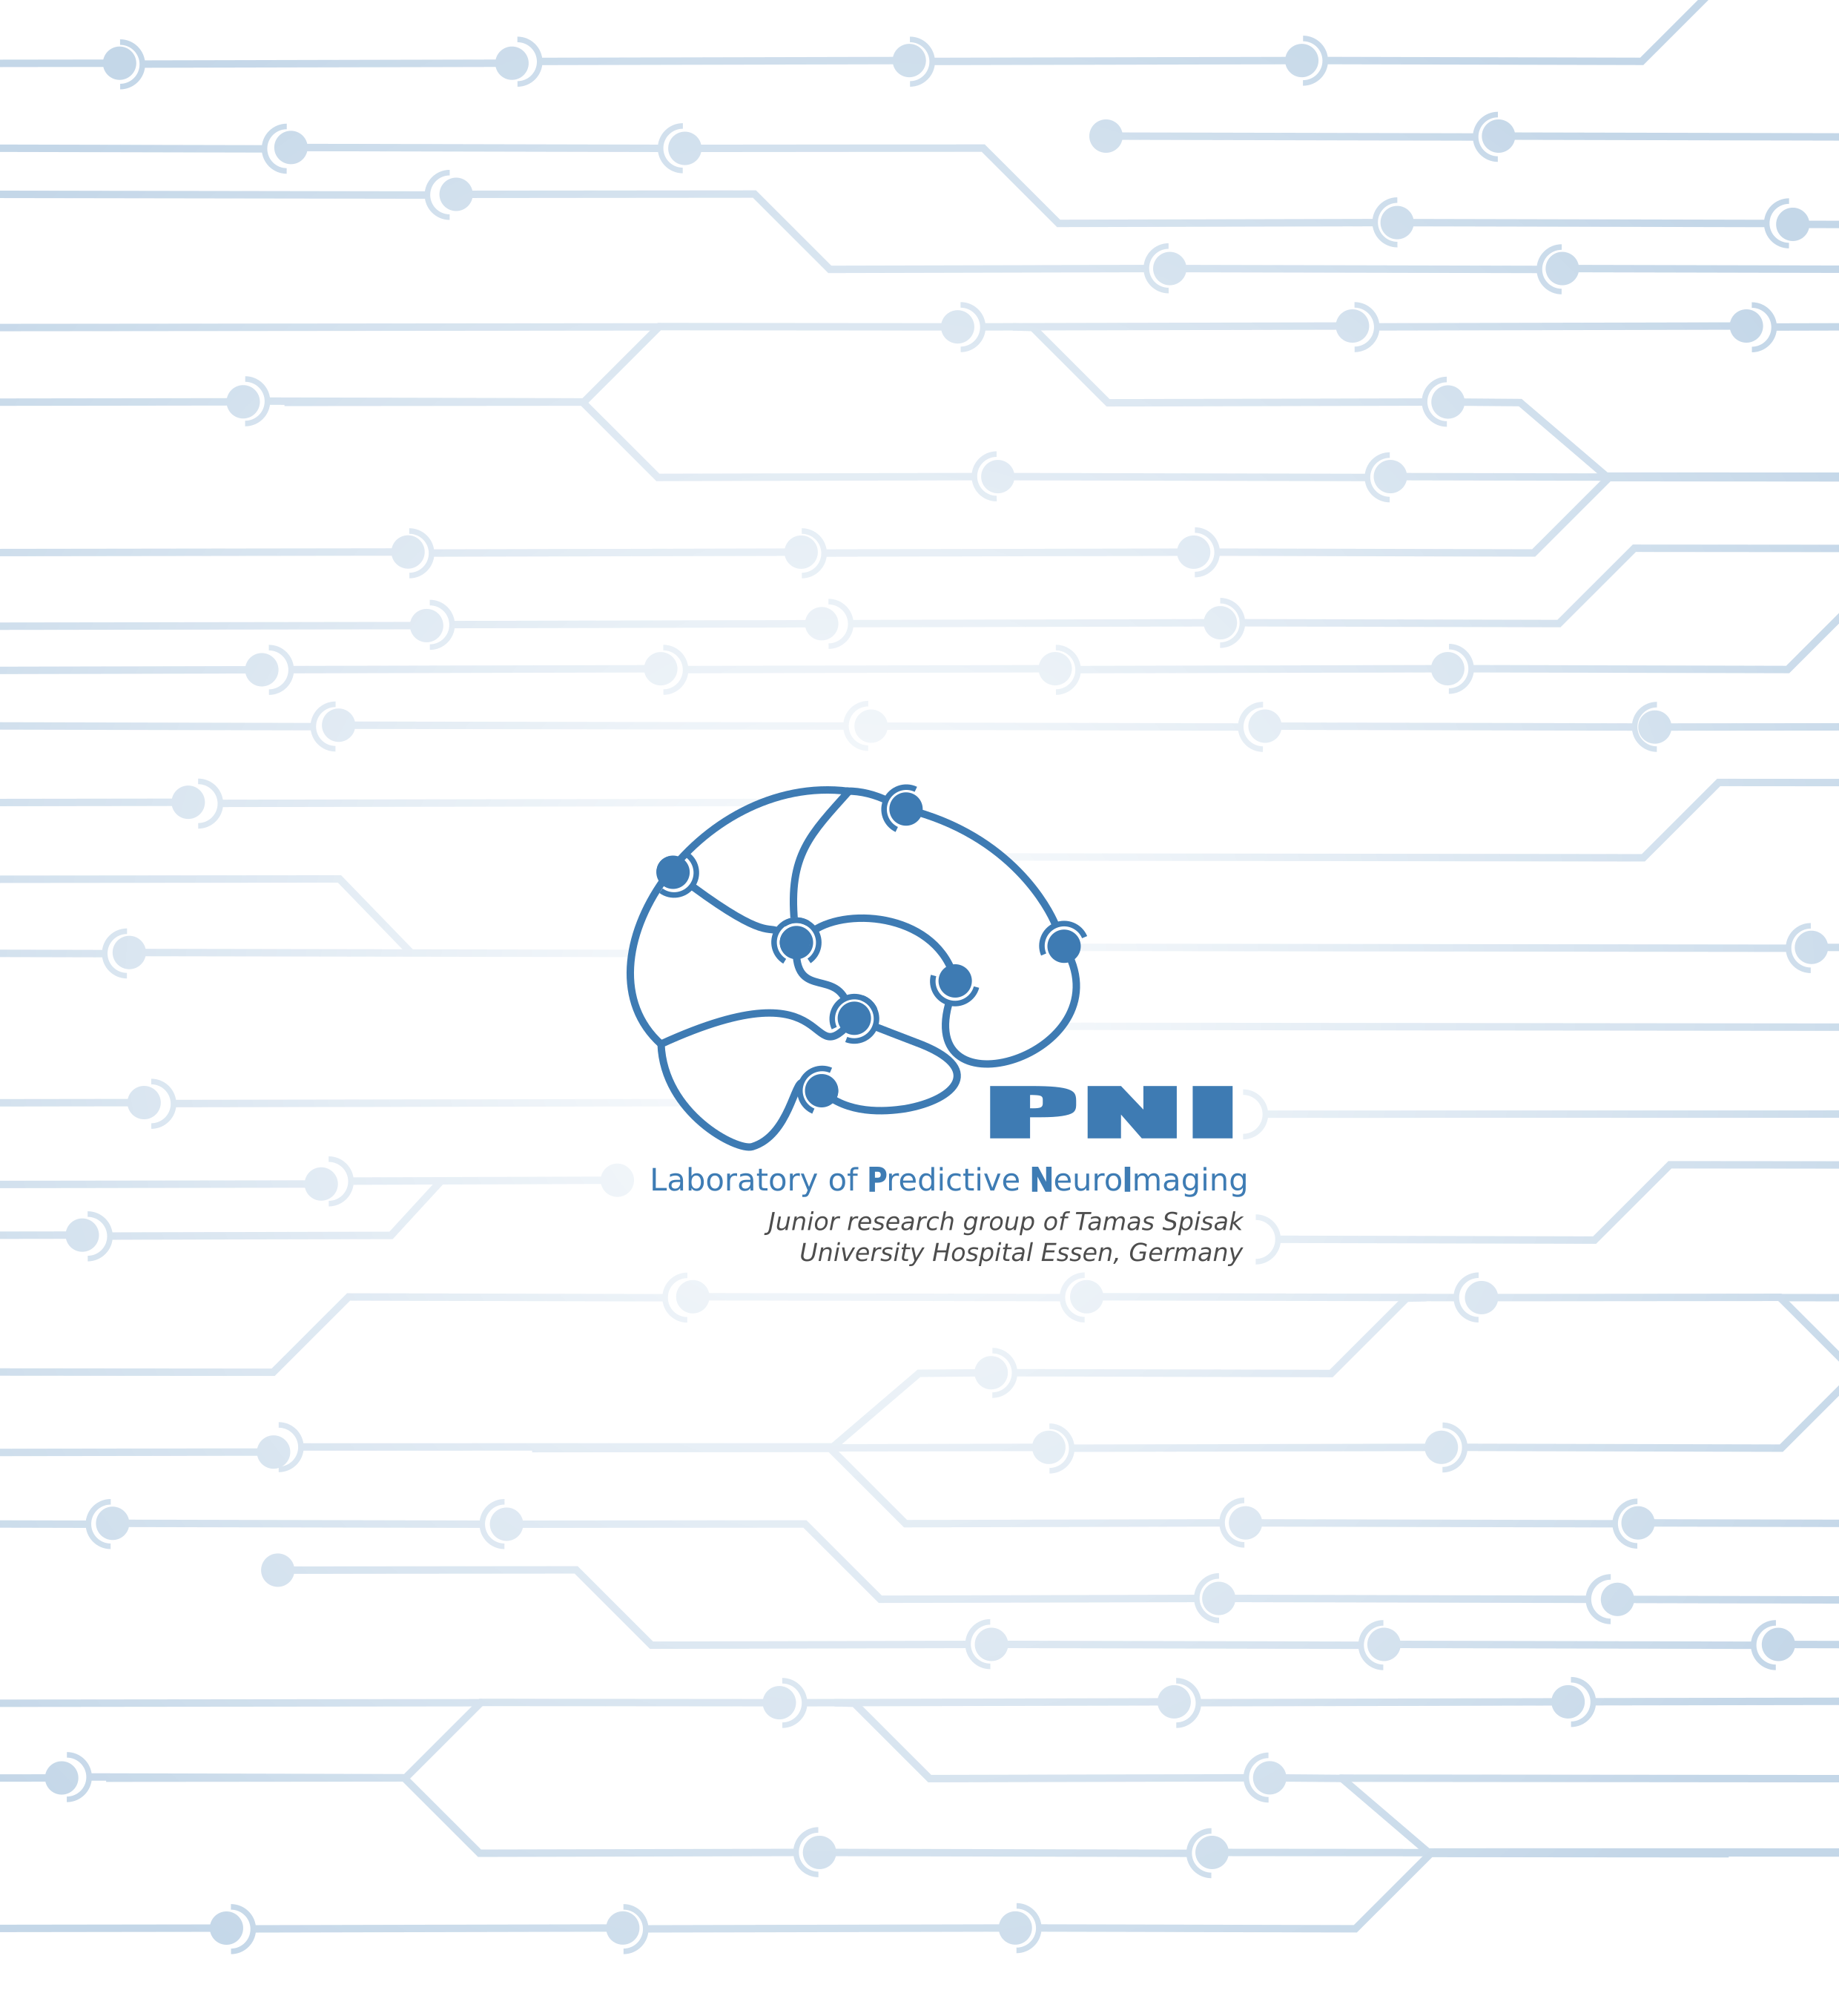 PNI
Laboratory of Predictive NeuroImaging
Junior research group of Tamas Spisak
University Hospital Essen, Germany